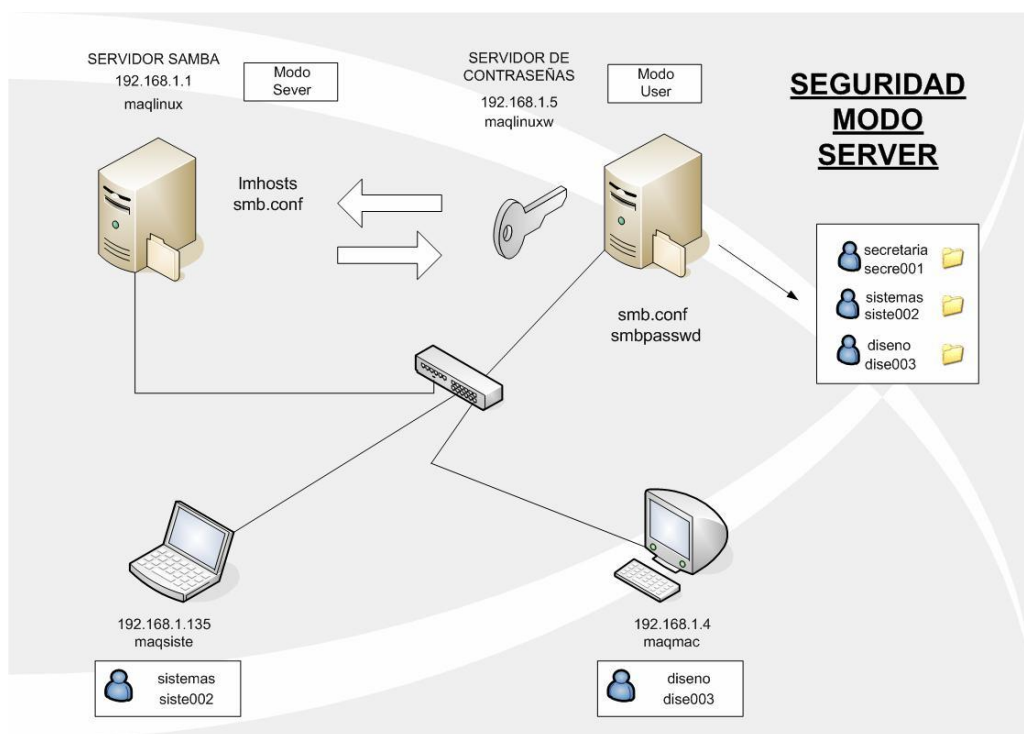 SERVIDOR SAMBA
192.168.1.1
maqlinux
Modo
Sever
SERVIDOR DE
CONTRASEÑAS
192.168.1.5
maqlinuxw
Modo
User
SEGURIDAD
MODO
SERVER
lmhosts
smb.conf
secretaria
secre001
sistemas
siste002
diseno
dise003
smb.conf
smbpasswd
192.168.1.135
maqsiste
sistemas
siste002
192.168.1.4
maqmac
diseno
dise003